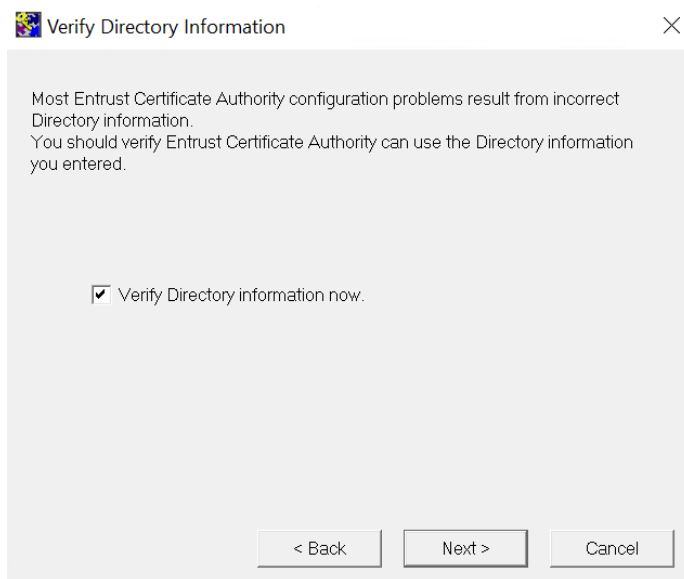 Verify Directory Information
Most Entrust Certificate Authority configuration problems result from incorrect
Directory information.
You should verify Entrust Certificate Authority can use the Directory information
you entered.
Verify Directory information now.
< Back
Next >
Cancel